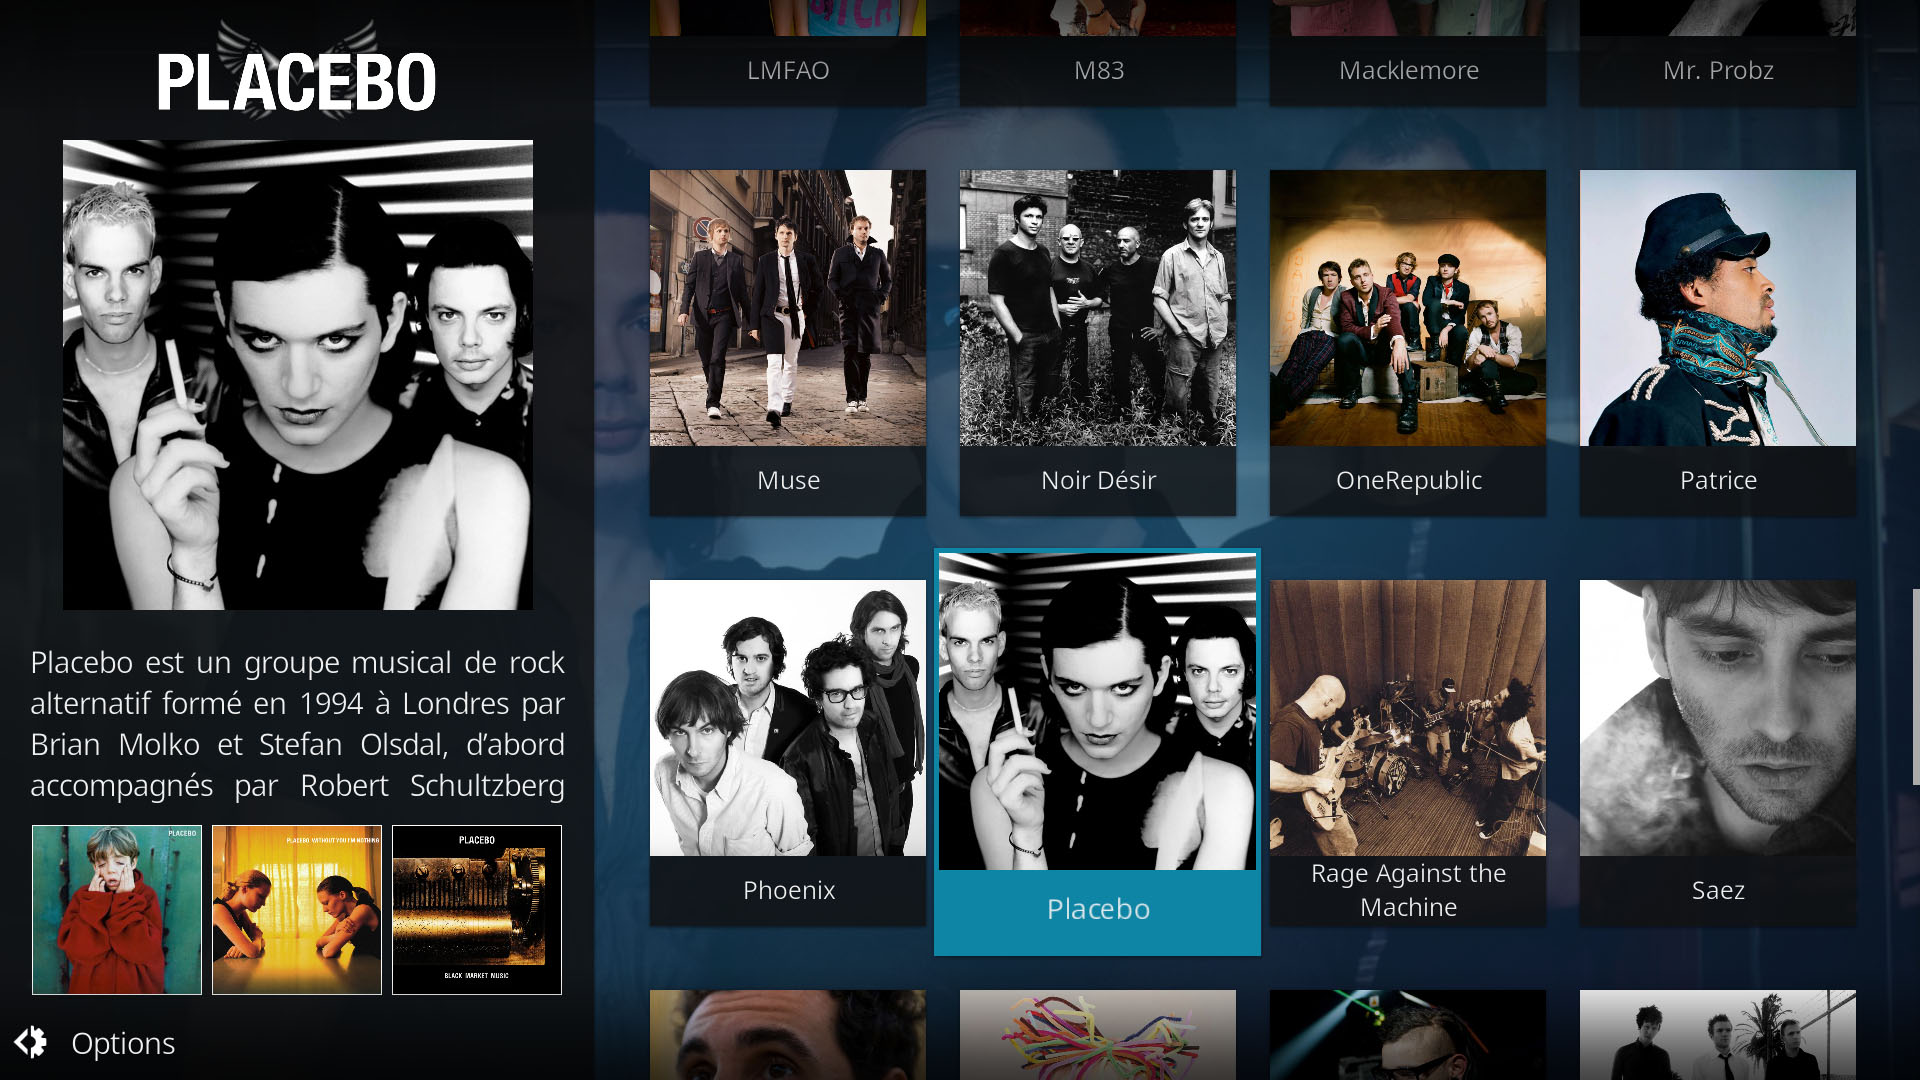 PLACEBO
Placebo est un groupe musical de rock
alternatif formé en 1994 à Londres par
Brian Molko et Stefan Olsdal, d’abord
accompagnés par Robert Schultzberg
PLACEBO
PLACEBO WITHOUT YOU I'M NOTHING
PLACEBO
BLACK MARKET MUSIC
Options
LMFAO
M83
Macklemore
Mr. Probz
Muse
Noir Désir
OneRepublic
Patrice
Phoenix
Placebo
Rage Against the
Machine
Saez